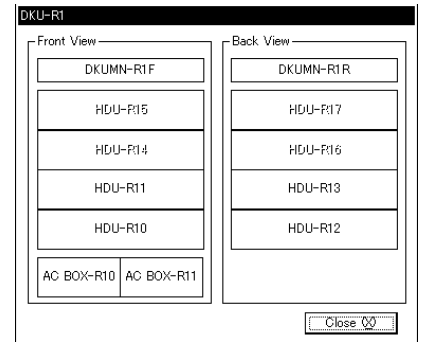 DKU-R1
Front View
DKUMN-R1F
HDU-R15
HDU-R14
HDU-R11
HDU-R10
AC BOX-R10 AC BOX-R11
Back View
DKUMN-R1R
HDU-R17
HDU-R16
HDU-R13
HDU-R12
Close (X)